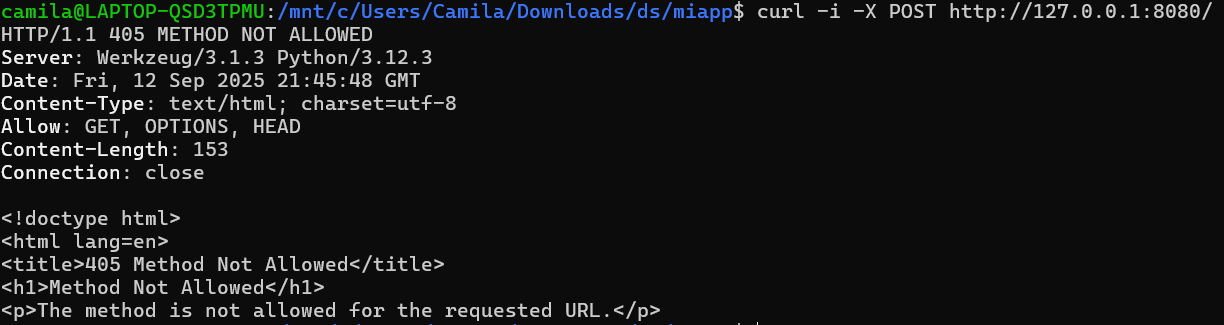 camila@LAPTOP-QSD3TPMU:/mnt/c/Users/Camila/Downloads/ds/miapp$ curl -i -X POST http://127.0.0.1:8080/
HTTP/1.1 405 METHOD NOT ALLOWED
Server: Werkzeug/3.1.3 Python/3.12.3
Date: Fri, 12 Sep 2025 21:45:48 GMT
Content-Type: text/html; charset=utf-8
Allow: GET, OPTIONS, HEAD
Content-Length: 153
Connection: close

<!doctype html>
<html lang=en>
<title>405 Method Not Allowed</title>
<h1>Method Not Allowed</h1>
<p>The method is not allowed for the requested URL.</p>